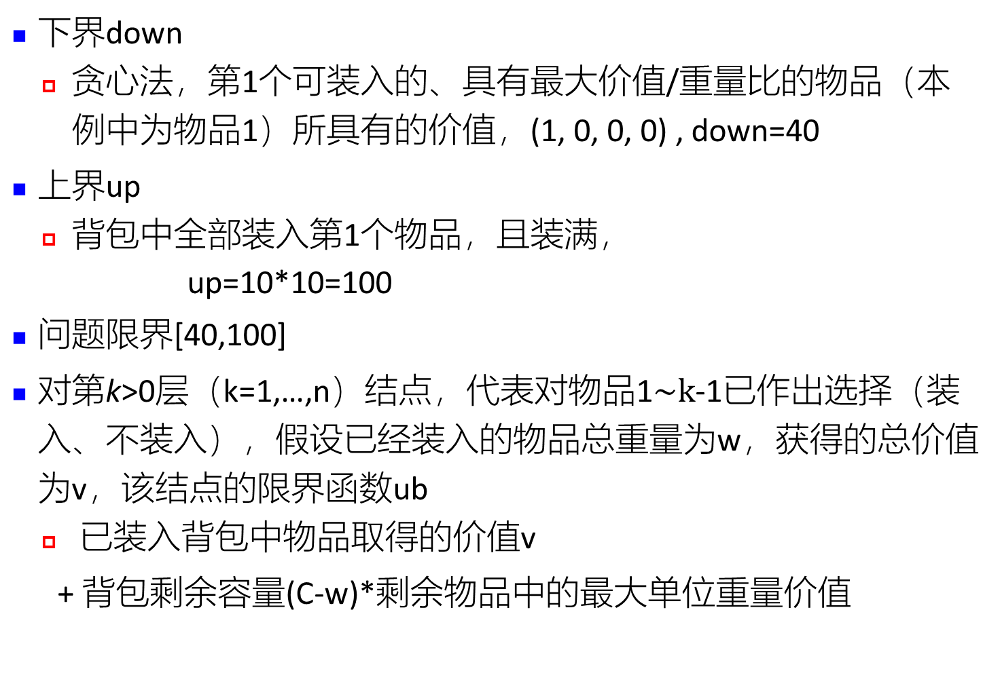 下界down
贪心法，第1个可装入的、具有最大价值/重量比的物品（本
例中为物品1）所具有的价值，(1, 0, 0, 0) , down=40
上界up
背包中全部装入第1个物品，且装满，
up=10*10=100
问题限界[40,100]
对第k>0层（k=1,…,n）结点，代表对物品1~k-1已作出选择（装
入、不装入），假设已经装入的物品总重量为w，获得的总价值
为v，该结点的限界函数ub
已装入背包中物品取得的价值v
+ 背包剩余容量(C-w)*剩余物品中的最大单位重量价值